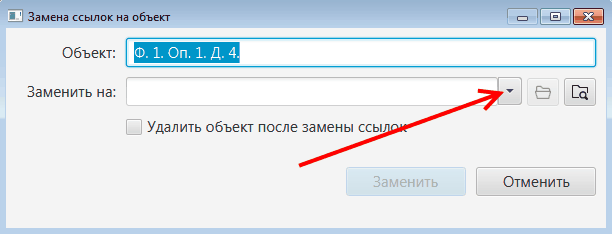 Замена ссылок на объект
Объект: Ф. 1. Оп. 1. Д. 4.
Заменить на:
Удалить объект после замены ссылок
Заменить Отменить